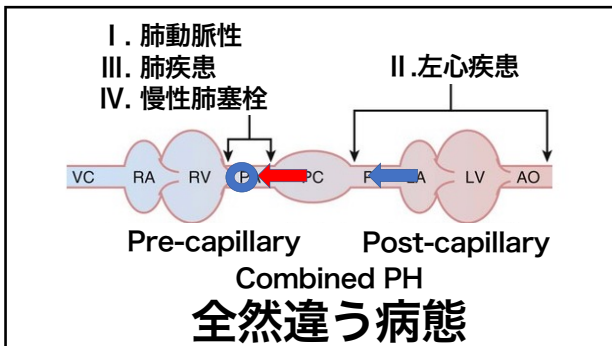 Ⅰ. 肺動脈性
Ⅲ. 肺疾患
Ⅳ. 慢性肺塞栓
Ⅱ.左心疾患
VC RA RV LV AO
Pre-capillary Post-capillary
Combined PH
全然違う病態